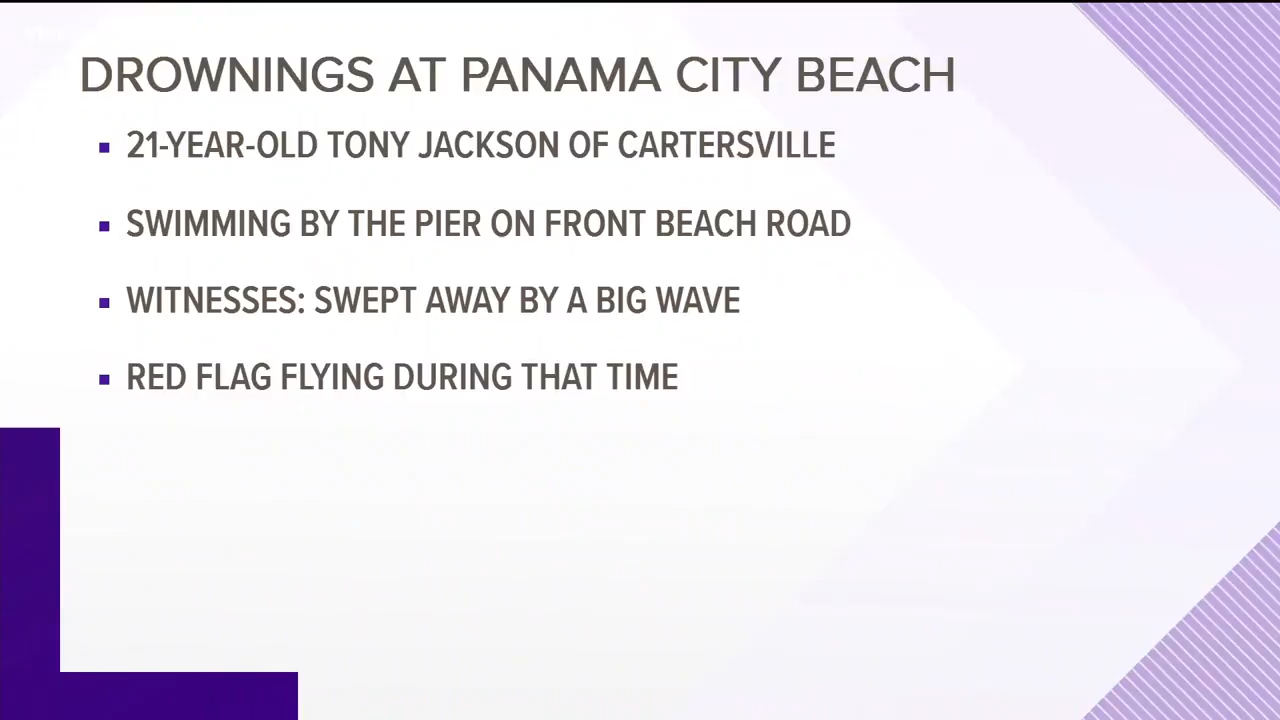 DROWNINGS AT PANAMA CITY BEACH
21-YEAR-OLD TONY JACKSON OF CARTERSVILLE
SWIMMING BY THE PIER ON FRONT BEACH ROAD
WITNESSES: SWEPT AWAY BY A BIG WAVE
RED FLAG FLYING DURING THAT TIME